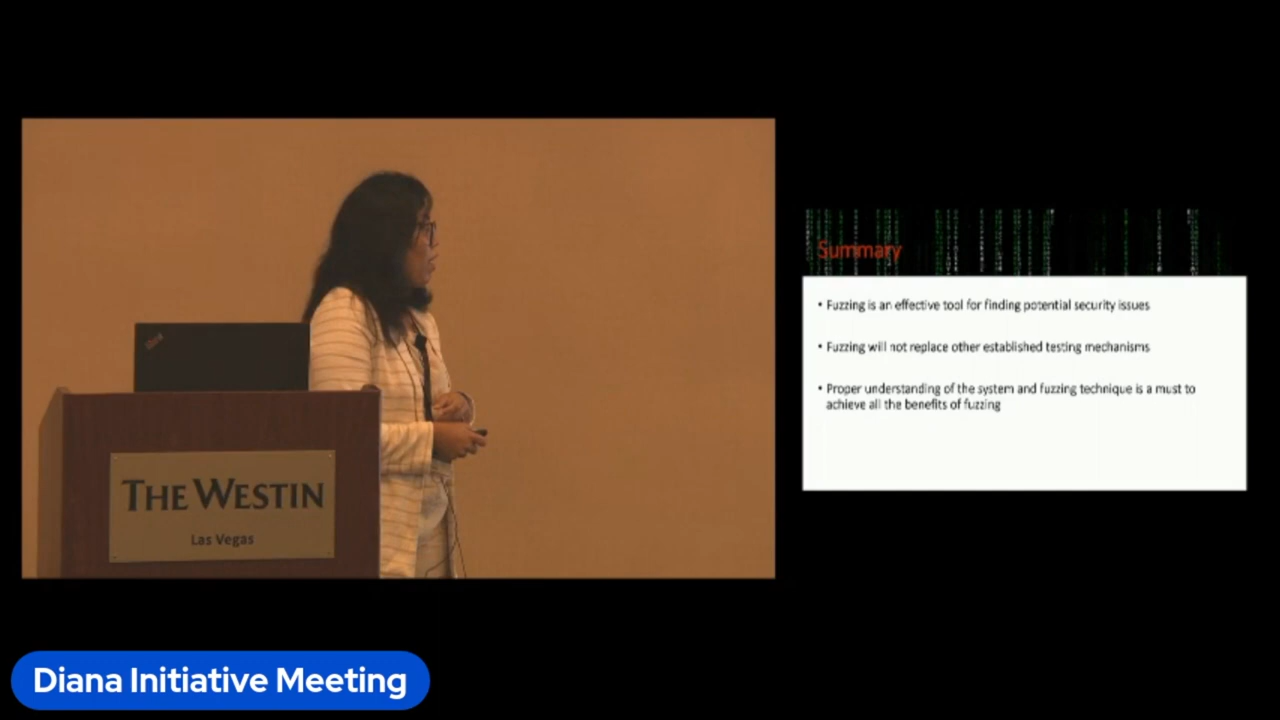 THE WESTIN
Las Vegas
Summary
• Fuzzing is an effective tool for finding potential security issues
• Fuzzing will not replace other established testing mechanisms
• Proper understanding of the system and fuzzing technique is a must to
achieve all the benefits of fuzzing
Diana Initiative Meeting